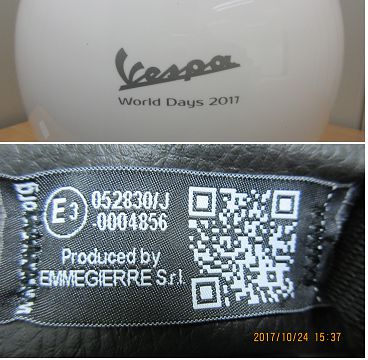 Vespa
World Days 2017
E3
052830/J
-0004856
Produced by
EMMEGIERRE S.r.l.
2017/10/24 15:37